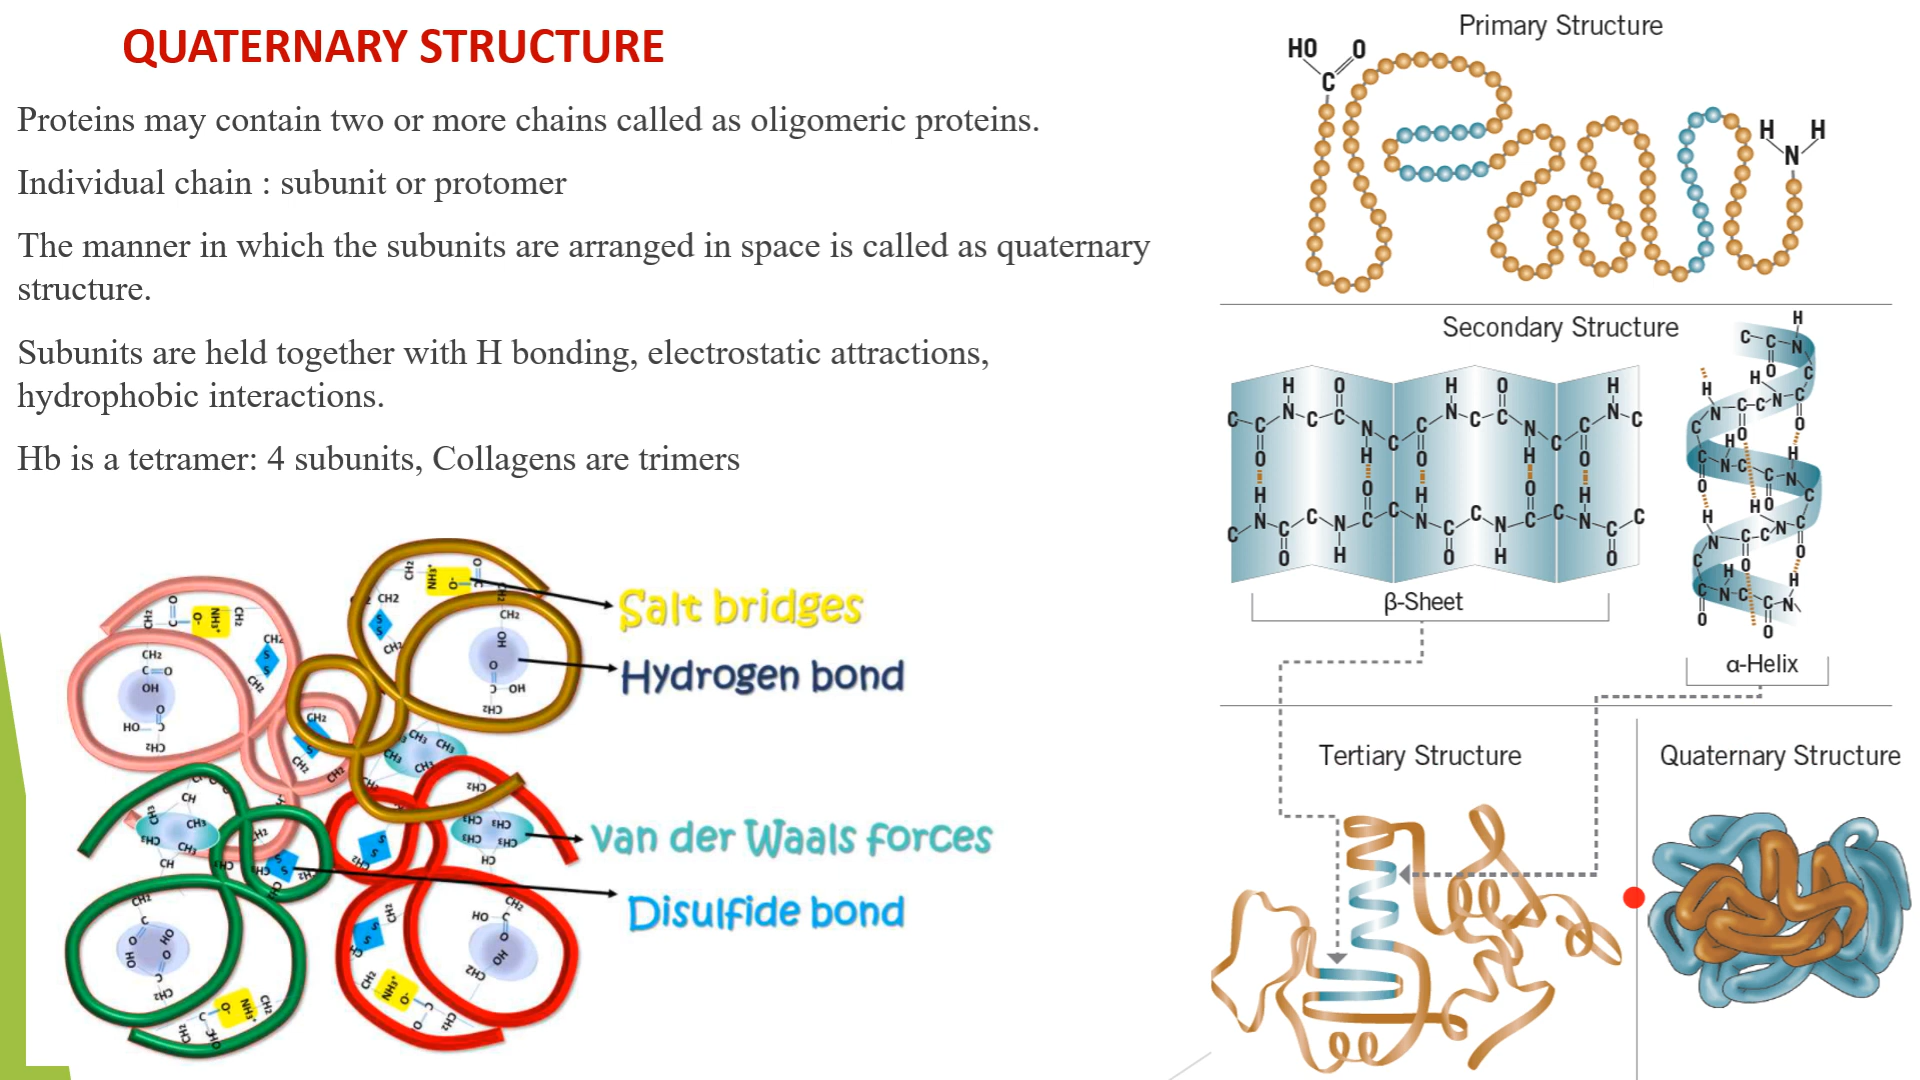 QUATERNARY STRUCTURE
Proteins may contain two or more chains called as oligomeric proteins.
Individual chain : subunit or protomer
The manner in which the subunits are arranged in space is called as quaternary
structure.
Subunits are held together with H bonding, electrostatic attractions,
hydrophobic interactions.
Hb is a tetramer: 4 subunits, Collagens are trimers
Salt bridges
Hydrogen bond
van der Waals forces
Disulfide bond
Primary Structure
HO O
C
H H
N
Secondary Structure
β-Sheet
α-Helix
Tertiary Structure
Quaternary Structure